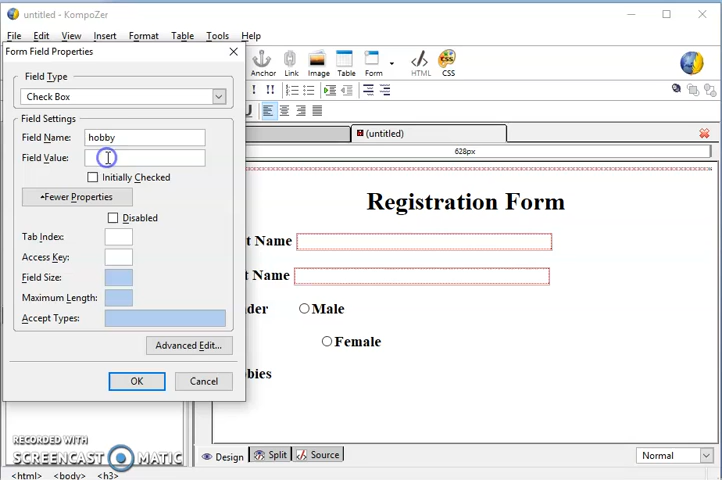 untitled - KompoZer
File Edit View Insert Format Table Tools Help
Form Field Properties
Anchor Link Image Table Form HTML CSS
Field Type
Check Box
Field Settings
Field Name: hobby
Field Value:
Initially Checked
Fewer Properties
Disabled
Tab Index:
Access Key:
Field Size:
Maximum Length:
Accept Types:
Advanced Edit...
OK Cancel
(untitled)
628px
Registration Form
t Name
t Name
der Male
Female
bies
RECORDED WITH
SCREENCAST MATIC
Design Split Source Normal
<html> <body> <h3>